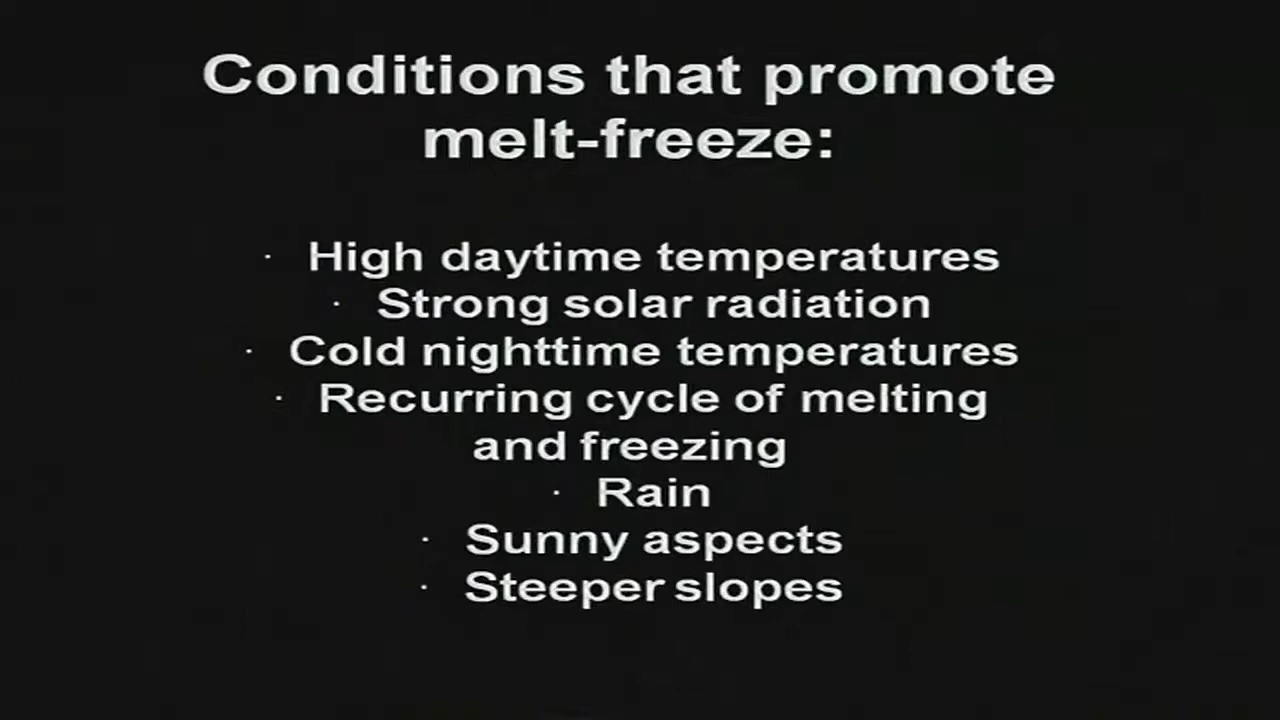 Conditions that promote
melt-freeze:
· High daytime temperatures
· Strong solar radiation
· Cold nighttime temperatures
· Recurring cycle of melting
and freezing
· Rain
· Sunny aspects
· Steeper slopes